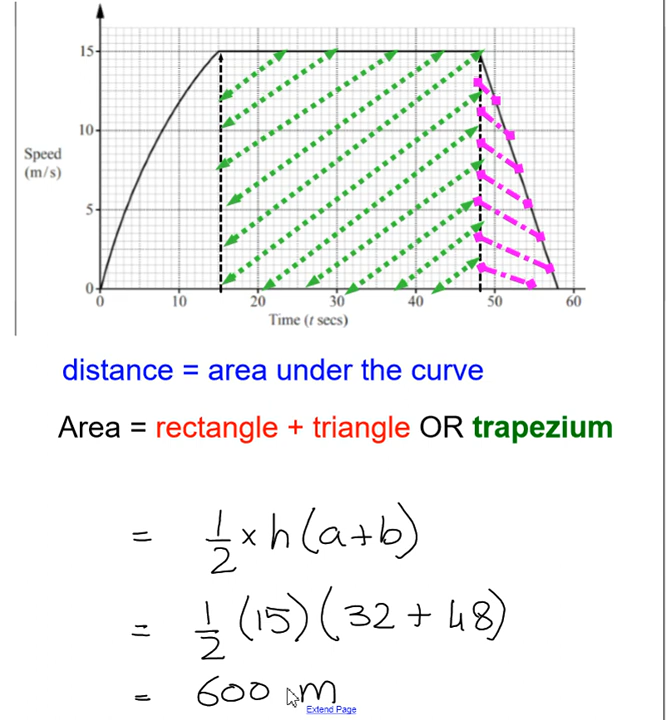 15
10
Speed
(m/s)
5
0
0 10 20 30 40 50 60
Time (t secs)
distance = area under the curve
Area = rectangle + triangle OR trapezium
= 1/2 × h (a+b)
= 1/2 (15) (32 + 48)
= 600 m
Extend Page